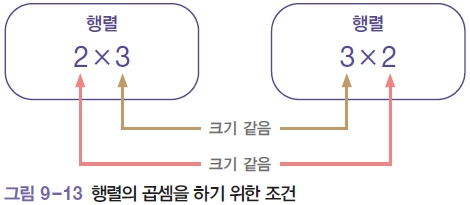 행렬
2×3
행렬
3×2
크기 같음
크기 같음
그림 9-13 행렬의 곱셈을 하기 위한 조건